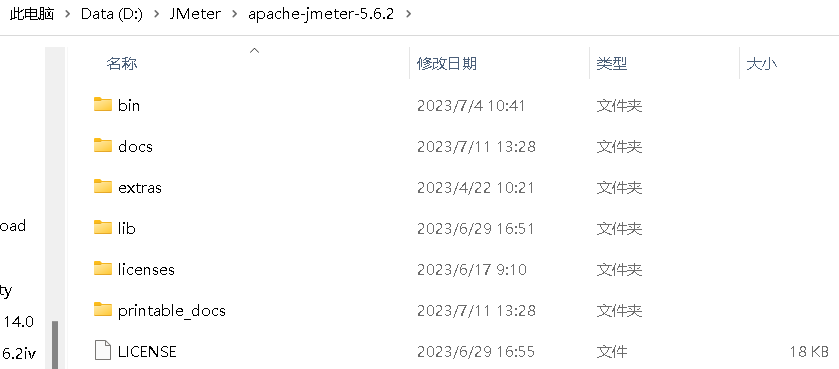 此电脑 > Data (D:) > JMeter > apache-jmeter-5.6.2 >
名称 修改日期 类型 大小
bin 2023/7/4 10:41 文件夹
docs 2023/7/11 13:28 文件夹
extras 2023/4/22 10:21 文件夹
oad
lib 2023/6/29 16:51 文件夹
licenses 2023/6/17 9:10 文件夹
ty
printable_docs 2023/7/11 13:28 文件夹
14.0
LICENSE 2023/6/29 16:55 文件 18 KB
6.2iv